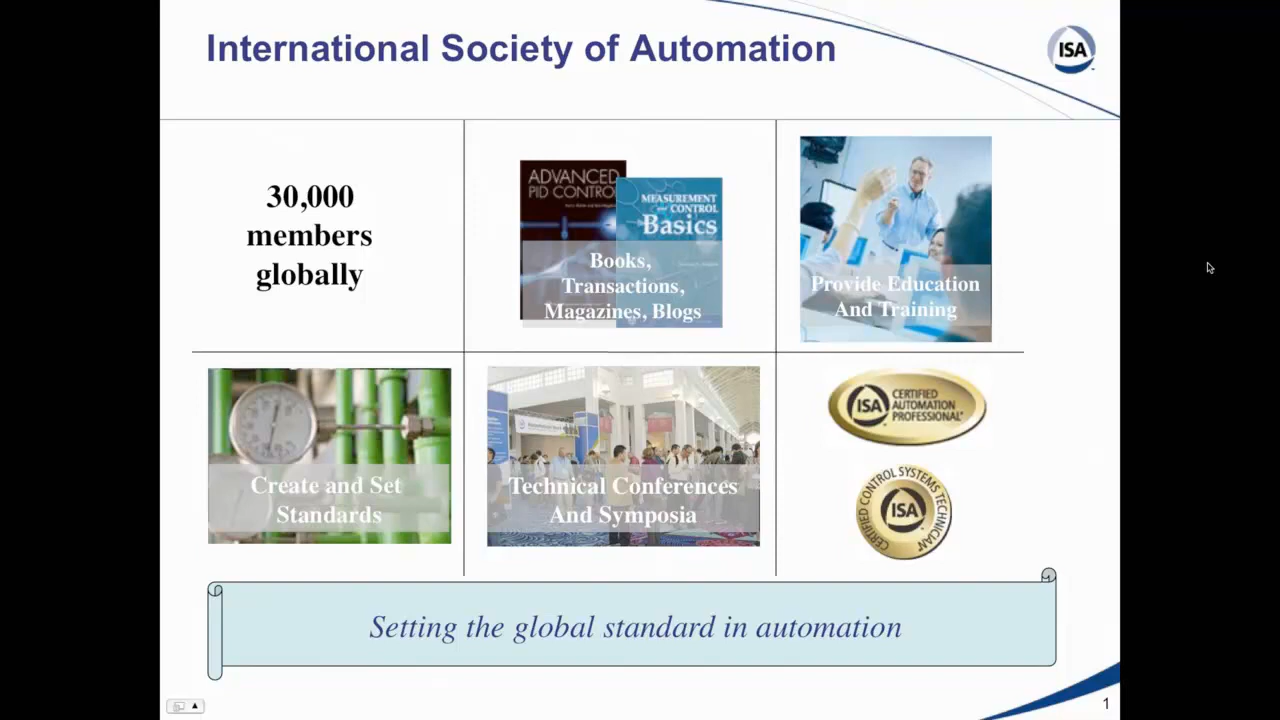 International Society of Automation
ISA
30,000
members
globally
ADVANCED
PID CONTROL
MEASUREMENT
and CONTROL
Basics
Books,
Transactions,
Magazines, Blogs
Provide Education
And Training
Create and Set
Standards
Technical Conferences
And Symposia
ISA
CERTIFIED
AUTOMATION
PROFESSIONAL®
CERTIFIED CONTROL SYSTEMS TECHNICIAN®
ISA
Setting the global standard in automation
1